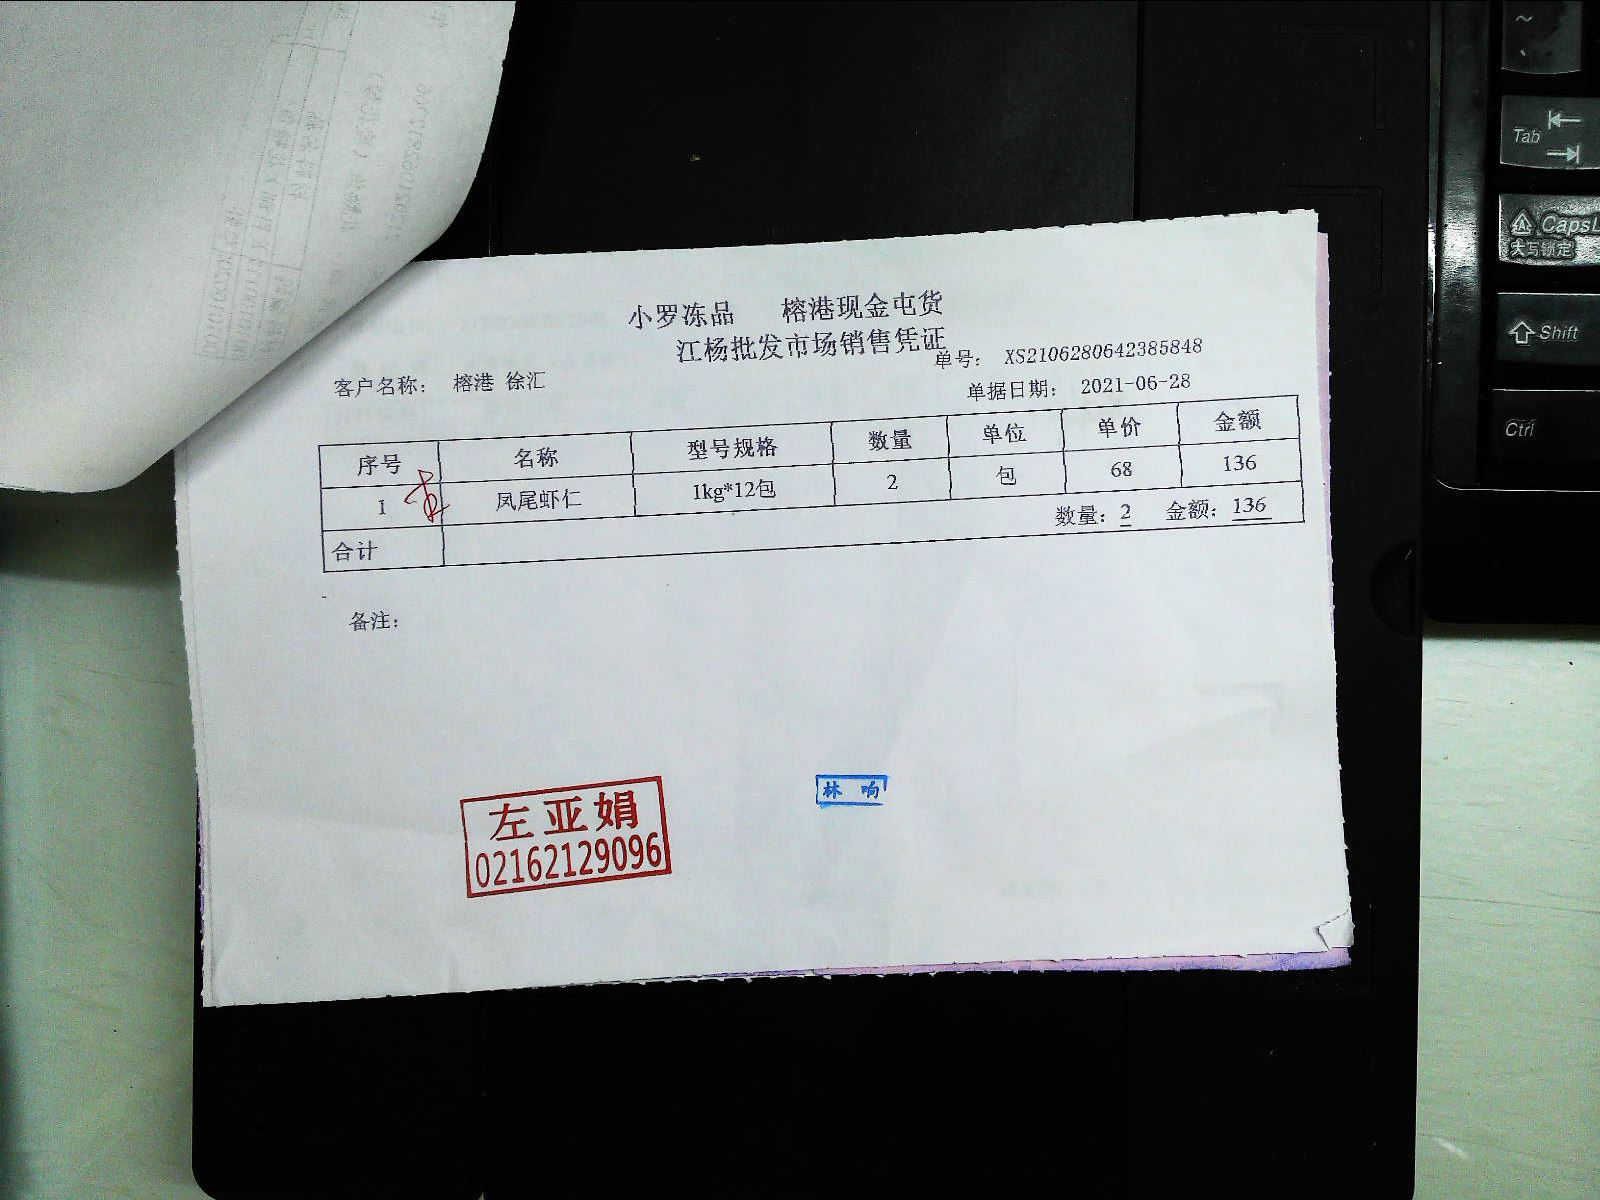 小罗冻品 榕港现金屯货
江杨批发市场销售凭证
单号： XS2106280642385848
客户名称： 榕港 徐汇
单据日期： 2021-06-28
序号 名称 型号规格 数量 单位 单价 金额
1 凤尾虾仁 1kg*12包 2 包 68 136
合计 数量：2 金额：136
备注：
左亚娟
02162129096
林 响
~
Tab
CapsL
大写锁定
Shift
Ctrl